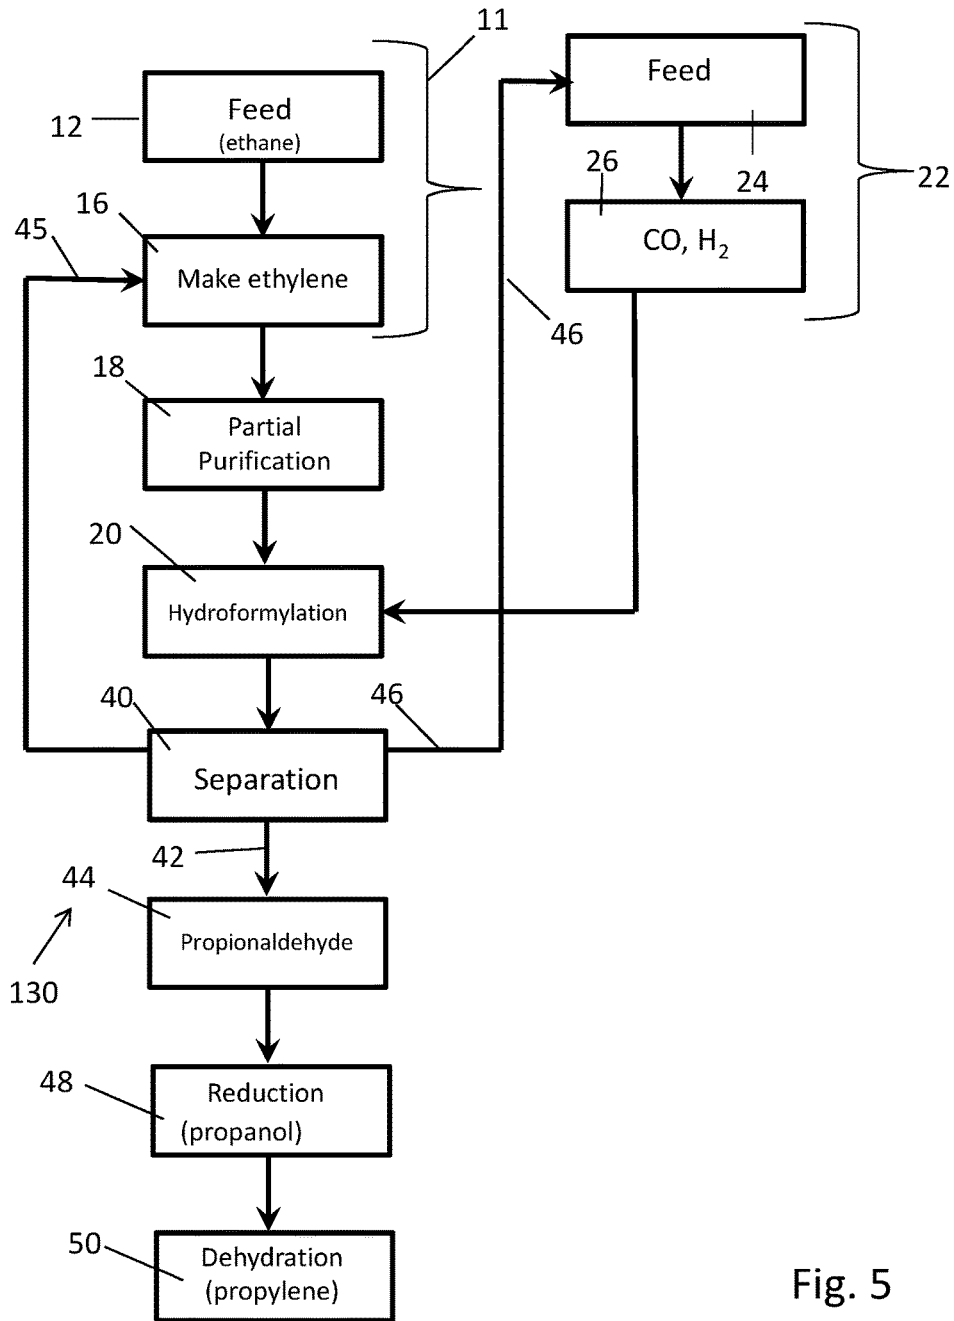 11
Feed
12
Feed
(ethane)
24
22
26
16
45
CO, H₂
Make ethylene
46
18
Partial
Purification
20
Hydroformylation
40
46
Separation
42
44
Propionaldehyde
130
48
Reduction
(propanol)
50
Dehydration
(propylene)
Fig. 5